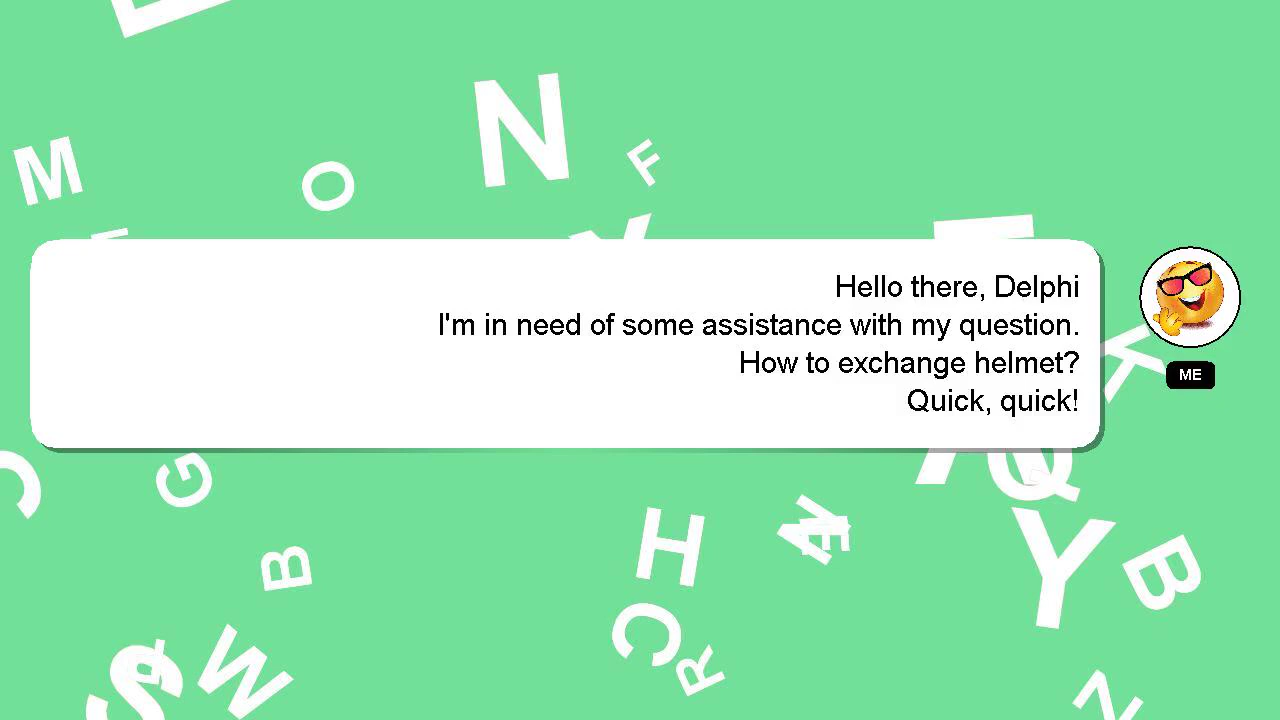 Hello there, Delphi
I'm in need of some assistance with my question.
How to exchange helmet?
Quick, quick!
ME